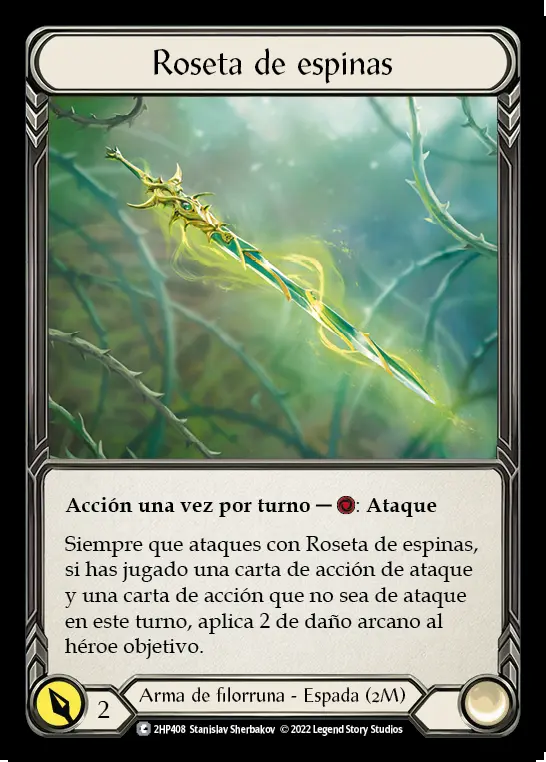 Roseta de espinas
Acción una vez por turno — : Ataque
Siempre que ataques con Roseta de espinas,
si has jugado una carta de acción de ataque
y una carta de acción que no sea de ataque
en este turno, aplica 2 de daño arcano al
héroe objetivo.
2
Arma de filorruna - Espada (2M)
C 2HP408 Stanislav Sherbakov © 2022 Legend Story Studios